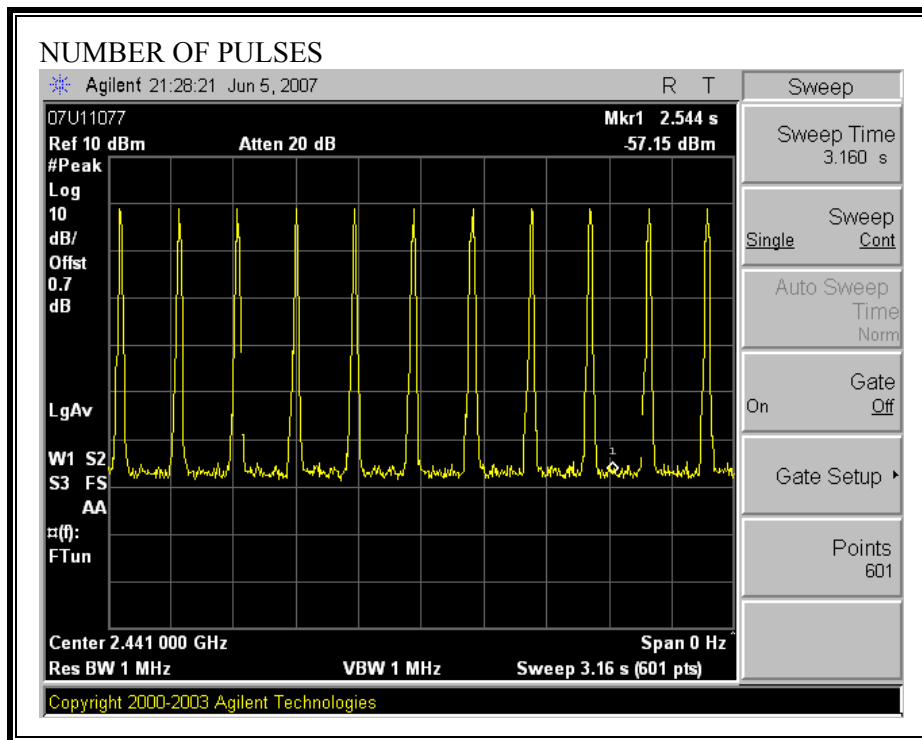 NUMBER OF PULSES
Agilent 21:28:21 Jun 5, 2007 R T
07U11077 Mkr1 2.544 s
Ref 10 dBm Atten 20 dB -57.15 dBm
#Peak
Log
10
dB/
Offst
0.7
dB
LgAv
W1 S2
S3 FS
AA
¤(f):
FTun
1
Center 2.441 000 GHz Span 0 Hz^
Res BW 1 MHz VBW 1 MHz Sweep 3.16 s (601 pts)
Copyright 2000-2003 Agilent Technologies
Sweep
Sweep Time
3.160 s
Sweep
Single Cont
Auto Sweep
Time
Norm
Gate
On Off
Gate Setup
Points
601